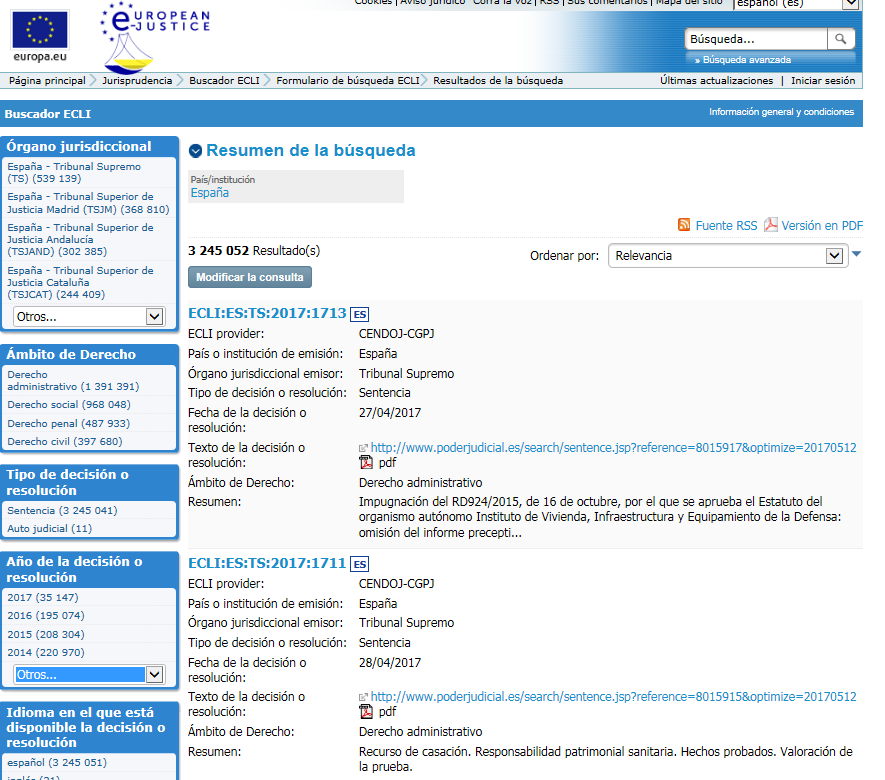 Cookies | Aviso jurídico Corra la voz | RSS | Sus comentarios | Mapa del sitio español (es)
EUROPEAN
JUSTICE
europa.eu
Búsqueda...
» Búsqueda avanzada
Página principal Jurisprudencia Buscador ECLI Formulario de búsqueda ECLI Resultados de la búsqueda Últimas actualizaciones | Iniciar sesión
Buscador ECLI Información general y condiciones
Órgano jurisdiccional
España - Tribunal Supremo
(TS) (539 139)
España - Tribunal Superior de
Justicia Madrid (TSJM) (368 810)
España - Tribunal Superior de
Justicia Andalucía
(TSJAND) (302 385)
España - Tribunal Superior de
Justicia Cataluña
(TSJCAT) (244 409)
Otros...
Ámbito de Derecho
Derecho
administrativo (1 391 391)
Derecho social (968 048)
Derecho penal (487 933)
Derecho civil (397 680)
Tipo de decisión o
resolución
Sentencia (3 245 041)
Auto judicial (11)
Año de la decisión o
resolución
2017 (35 147)
2016 (195 074)
2015 (208 304)
2014 (220 970)
Otros...
Idioma en el que está
disponible la decisión o
resolución
español (3 245 051)
inglés (21)
Resumen de la búsqueda
País/institución
España
Fuente RSS Versión en PDF
3 245 052 Resultado(s)
Ordenar por: Relevancia
Modificar la consulta
ECLI:ES:TS:2017:1713 ES
ECLI provider: CENDOJ-CGPJ
País o institución de emisión: España
Órgano jurisdiccional emisor: Tribunal Supremo
Tipo de decisión o resolución: Sentencia
Fecha de la decisión o 27/04/2017
resolución:
Texto de la decisión o http://www.poderjudicial.es/search/sentence.jsp?reference=8015917&optimize=20170512
resolución: pdf
Ámbito de Derecho: Derecho administrativo
Resumen: Impugnación del RD924/2015, de 16 de octubre, por el que se aprueba el Estatuto del
organismo autónomo Instituto de Vivienda, Infraestructura y Equipamiento de la Defensa:
omisión del informe precepti...
ECLI:ES:TS:2017:1711 ES
ECLI provider: CENDOJ-CGPJ
País o institución de emisión: España
Órgano jurisdiccional emisor: Tribunal Supremo
Tipo de decisión o resolución: Sentencia
Fecha de la decisión o 28/04/2017
resolución:
Texto de la decisión o http://www.poderjudicial.es/search/sentence.jsp?reference=8015915&optimize=20170512
resolución: pdf
Ámbito de Derecho: Derecho administrativo
Resumen: Recurso de casación. Responsabilidad patrimonial sanitaria. Hechos probados. Valoración de
la prueba.